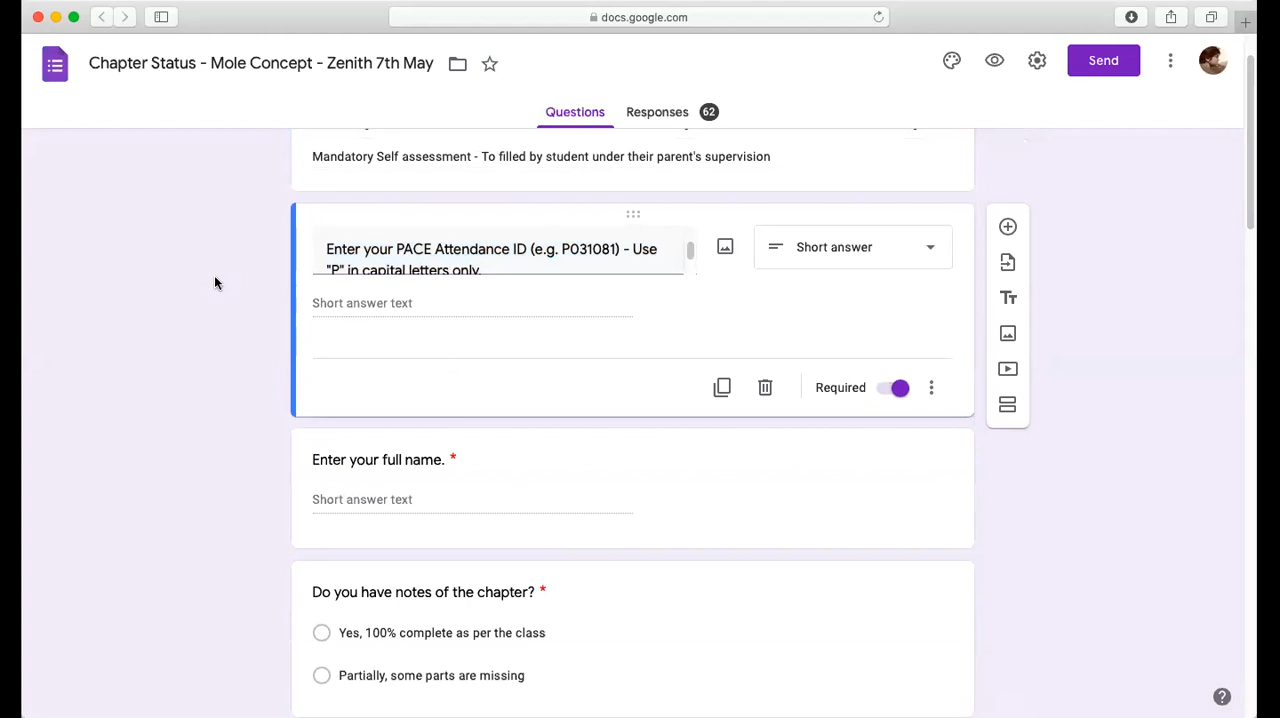 docs.google.com
Chapter Status - Mole Concept - Zenith 7th May
Send
Questions
Responses 62
Mandatory Self assessment - To filled by student under their parent's supervision
Enter your PACE Attendance ID (e.g. P031081) - Use
"P" in capital letters only.
Short answer
Short answer text
Required
Enter your full name. *
Short answer text
Do you have notes of the chapter? *
Yes, 100% complete as per the class
Partially, some parts are missing